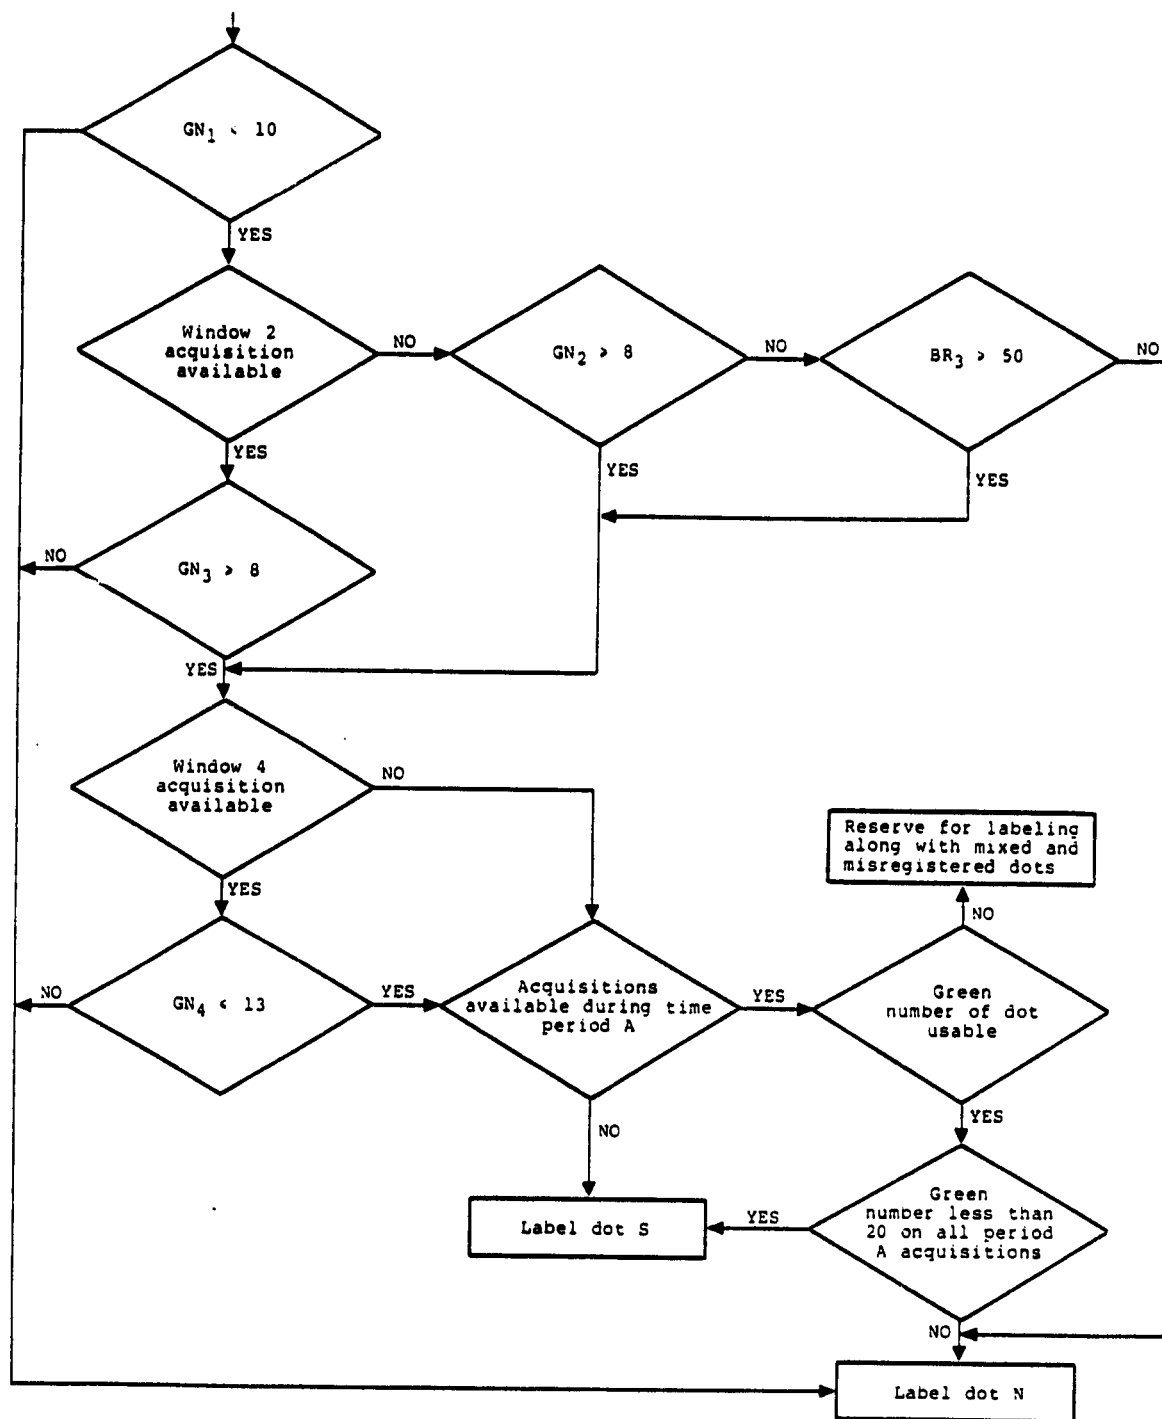 GN1 < 10
YES
Window 2
acquisition
available
NO
GN2 > 8
NO
BR3 > 50
NO
YES
YES
YES
NO
GN3 > 8
YES
Window 4
acquisition
available
NO
Reserve for labeling
along with mixed and
misregistered dots
YES
NO
NO
GN4 < 13
YES
Acquisitions
available during time
period A
YES
Green
number of dot
usable
NO
YES
Label dot S
YES
Green
number less than
20 on all period
A acquisitions
NO
Label dot N